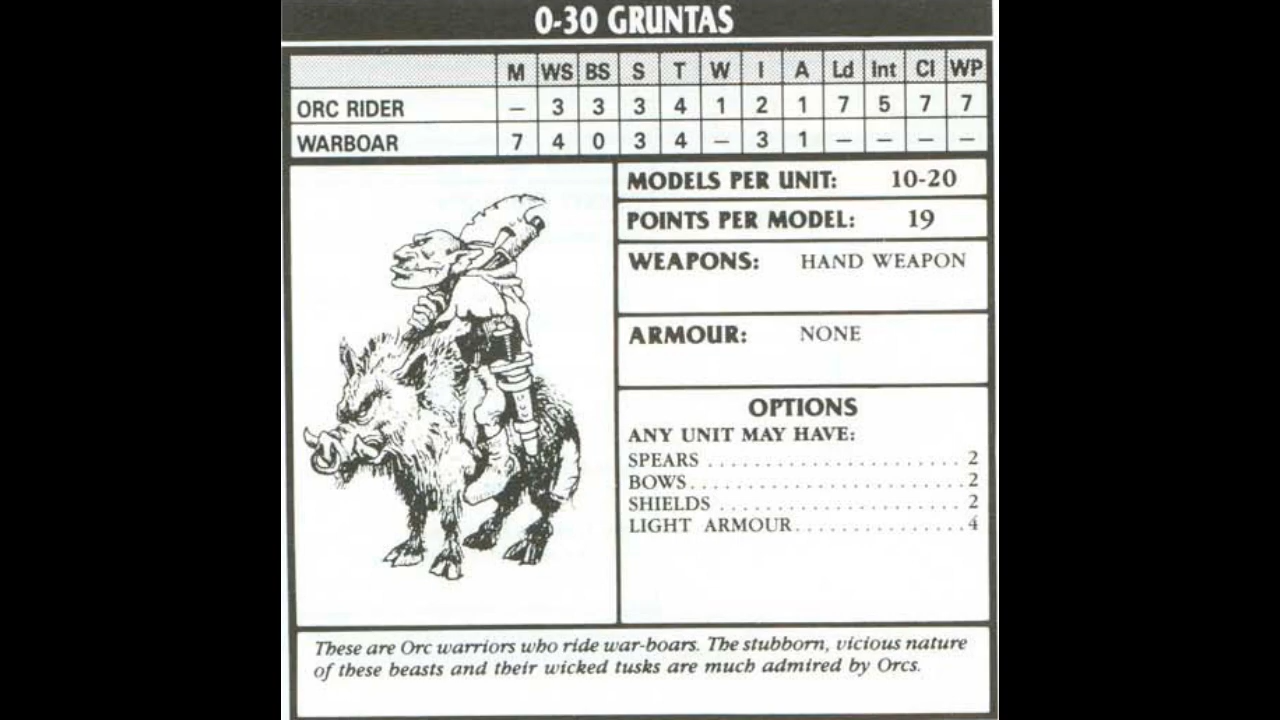 0-30 GRUNTAS
M WS BS S T W I A Ld Int Cl WP
ORC RIDER – 3 3 3 4 1 2 1 7 5 7 7
WARBOAR 7 4 0 3 4 – 3 1 – – – –
MODELS PER UNIT: 10-20
POINTS PER MODEL: 19
WEAPONS: HAND WEAPON
ARMOUR: NONE
OPTIONS
ANY UNIT MAY HAVE:
SPEARS ........................ 2
BOWS ........................ 2
SHIELDS ........................ 2
LIGHT ARMOUR ................ 4
These are Orc warriors who ride war-boars. The stubborn, vicious nature
of these beasts and their wicked tusks are much admired by Orcs.